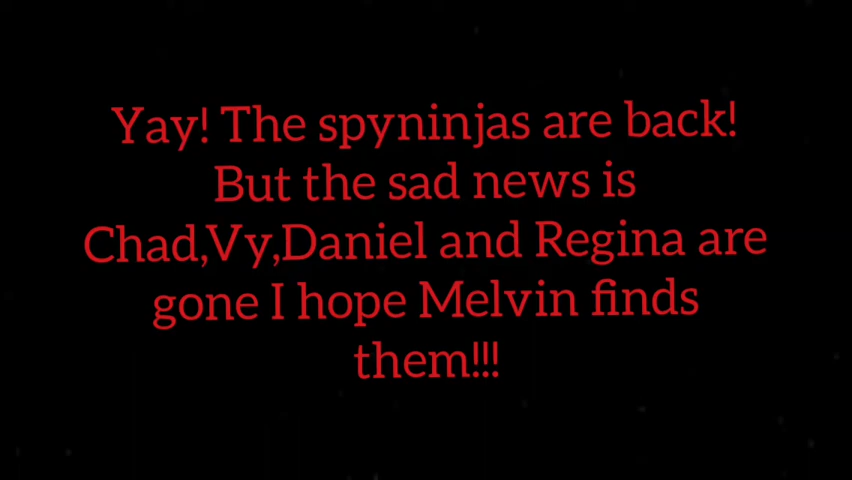 Yay! The spyninjas are back!
But the sad news is
Chad,Vy,Daniel and Regina are
gone I hope Melvin finds
them!!!